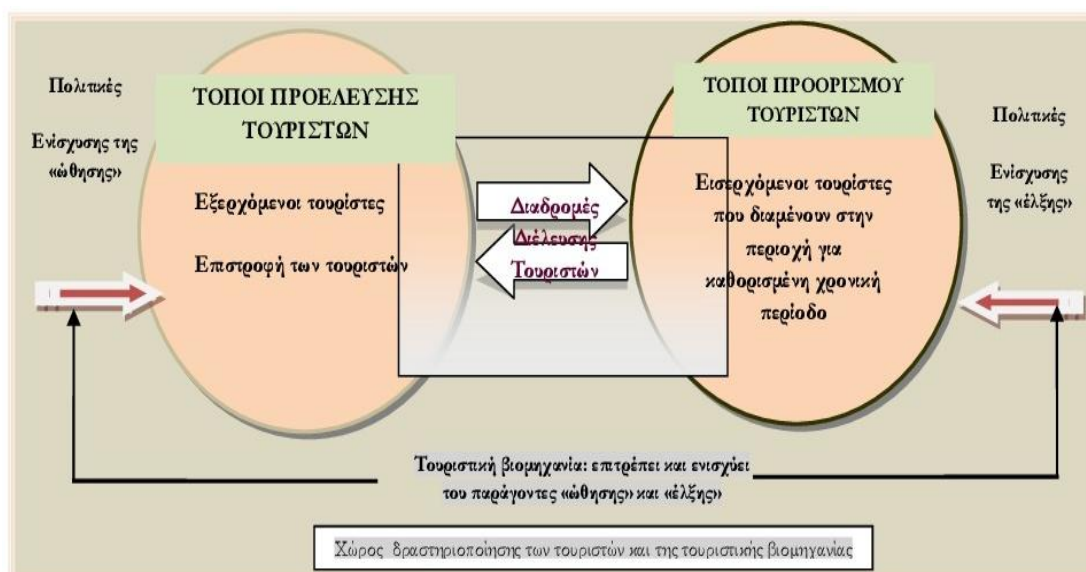 Πολιτικές
Ενίσχυσης της
«ώθησης»
ΤΟΠΟΙ ΠΡΟΕΛΕΥΣΗΣ
ΤΟΥΡΙΣΤΩΝ
Εξερχόμενοι τουρίστες
Επιστροφή των τουριστών
Διαδρομές
Διέλευσης
Τουριστών
ΤΟΠΟΙ ΠΡΟΟΡΙΣΜΟΥ
ΤΟΥΡΙΣΤΩΝ
Εισερχόμενοι τουρίστες
που διαμένουν στην
περιοχή για
καθορισμένη χρονική
περίοδο
Πολιτικές
Ενίσχυσης
της «έλξης»
Τουριστική βιομηχανία: επιτρέπει και ενισχύει
του παράγοντες «ώθησης» και «έλξης»
Χώρος δραστηριοποίησης των τουριστών και της τουριστικής βιομηχανίας